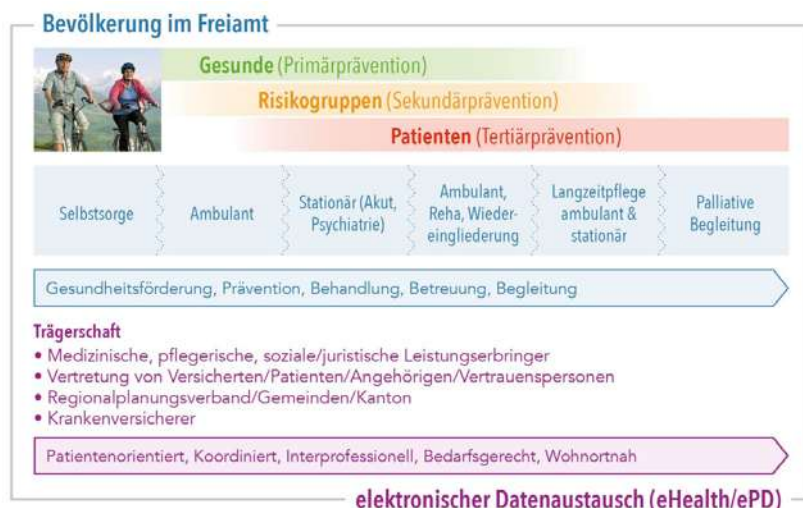 Bevölkerung im Freiamt
Gesunde (Primärprävention)
Risikogruppen (Sekundärprävention)
Patienten (Tertiärprävention)
Selbstsorge
Ambulant
Stationär (Akut,
Psychiatrie)
Ambulant,
Reha, Wieder-
eingliederung
Langzeitpflege
ambulant &
stationär
Palliative
Begleitung
Gesundheitsförderung, Prävention, Behandlung, Betreuung, Begleitung
Trägerschaft
• Medizinische, pflegerische, soziale/juristische Leistungserbringer
• Vertretung von Versicherten/Patienten/Angehörigen/Vertrauenspersonen
• Regionalplanungsverband/Gemeinden/Kanton
• Krankenversicherer
Patientenorientiert, Koordiniert, Interprofessionell, Bedarfsgerecht, Wohnortnah
elektronischer Datenaustausch (eHealth/ePD)